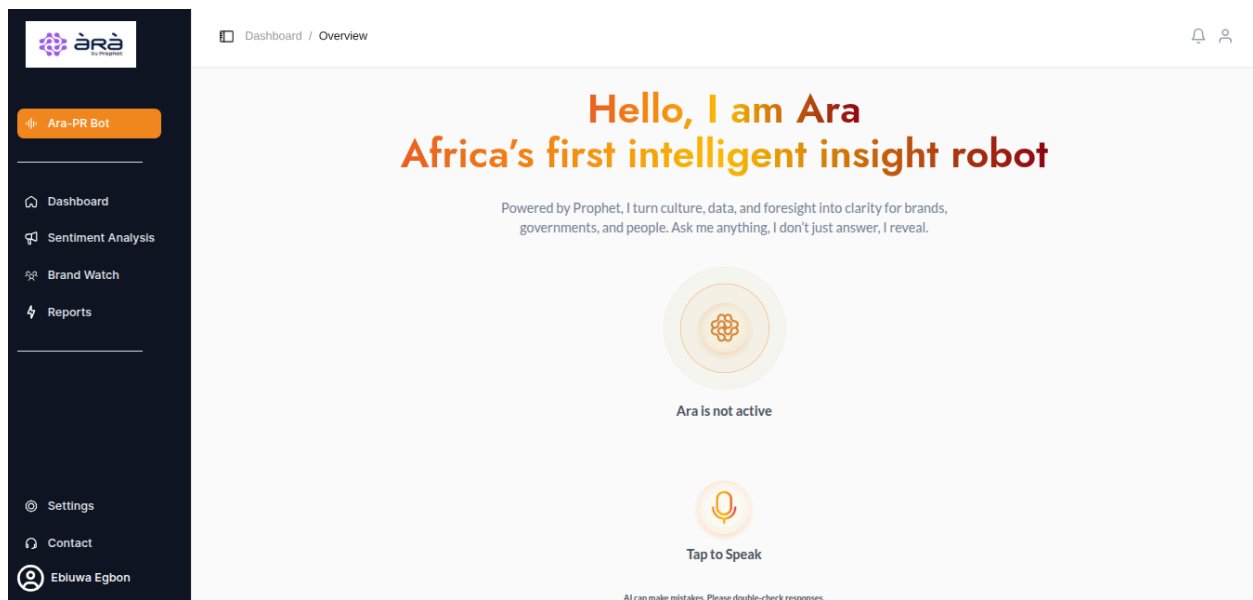 àrà
by Prophet
Dashboard / Overview
Ara-PR Bot
Dashboard
Sentiment Analysis
Brand Watch
Reports
Settings
Contact
Ebiuwa Egbon
Hello, I am Ara
Africa's first intelligent insight robot
Powered by Prophet, I turn culture, data, and foresight into clarity for brands,
governments, and people. Ask me anything, I don't just answer, I reveal.
Ara is not active
Tap to Speak
AI can make mistakes. Please double-check responses.